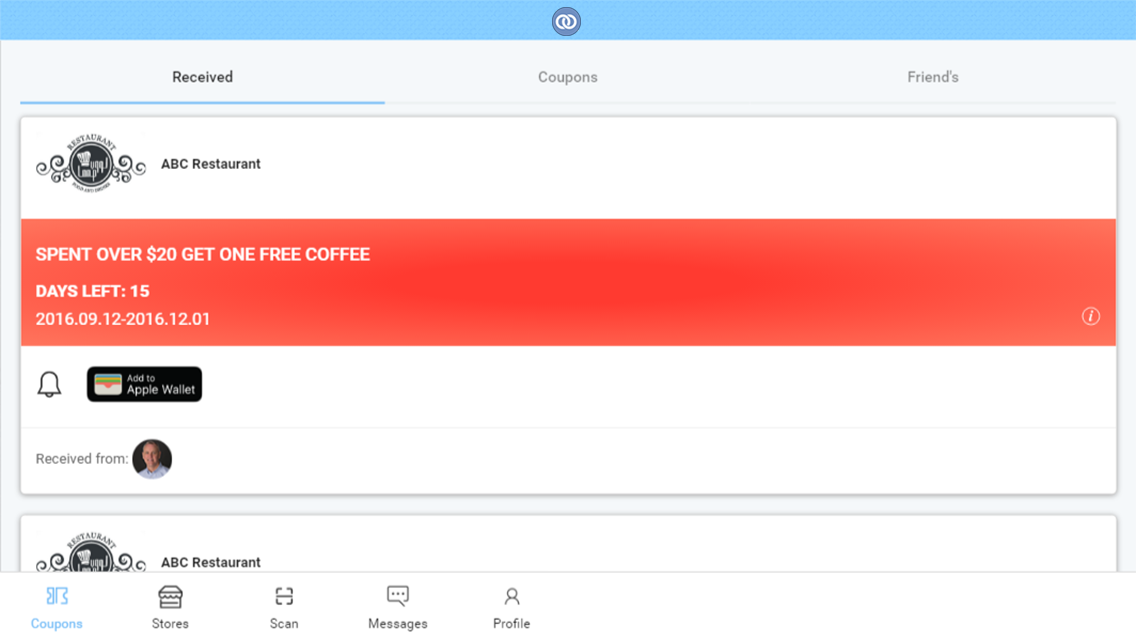 Received
Coupons
Friend's
RESTAURANT
ABC Restaurant
SPENT OVER $20 GET ONE FREE COFFEE
DAYS LEFT: 15
2016.09.12-2016.12.01
Add to
Apple Wallet
Received from:
RESTAURANT
ABC Restaurant
Coupons
Stores
Scan
Messages
Profile